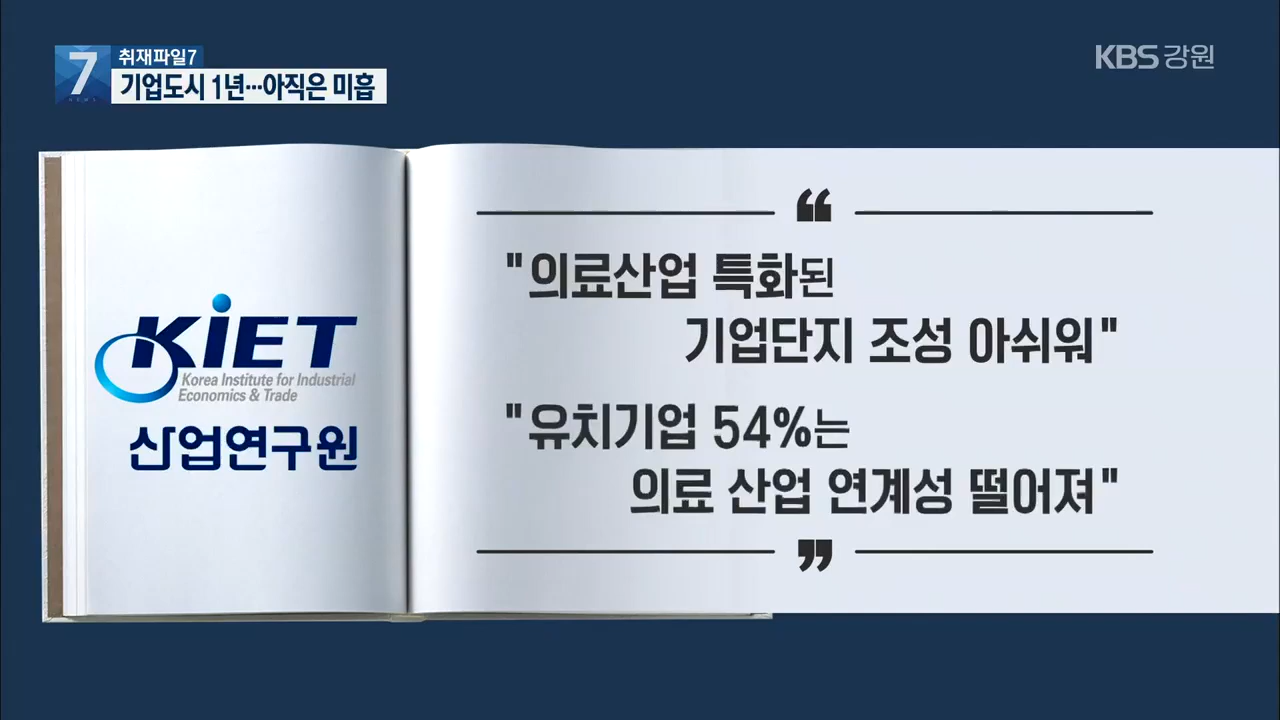 취재파일7
7
NEWS
기업도시 1년…아직은 미흡
KBS 강원
“
"의료산업 특화된
기업단지 조성 아쉬워"
"유치기업 54%는
의료 산업 연계성 떨어져"
”
KiET
Korea Institute for Industrial
Economics & Trade
산업연구원